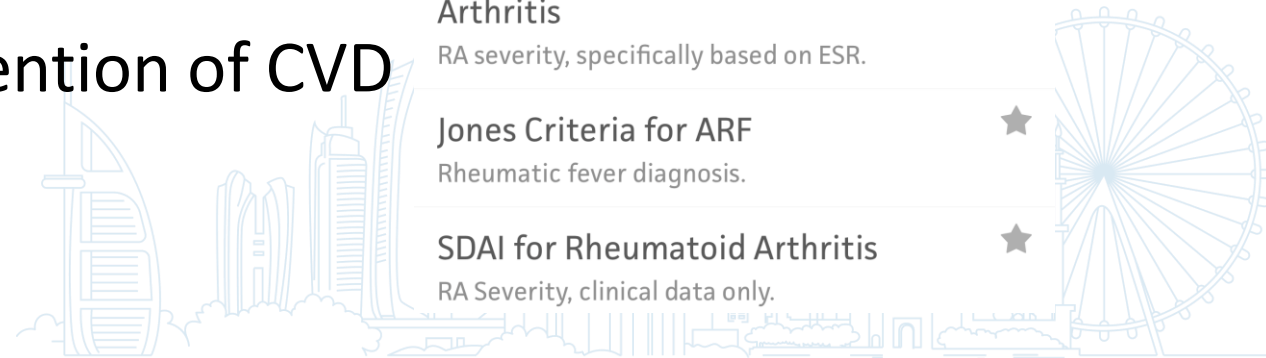 Arthritis
ention of CVD
RA severity, specifically based on ESR.
Jones Criteria for ARF
Rheumatic fever diagnosis.
SDAI for Rheumatoid Arthritis
RA Severity, clinical data only.